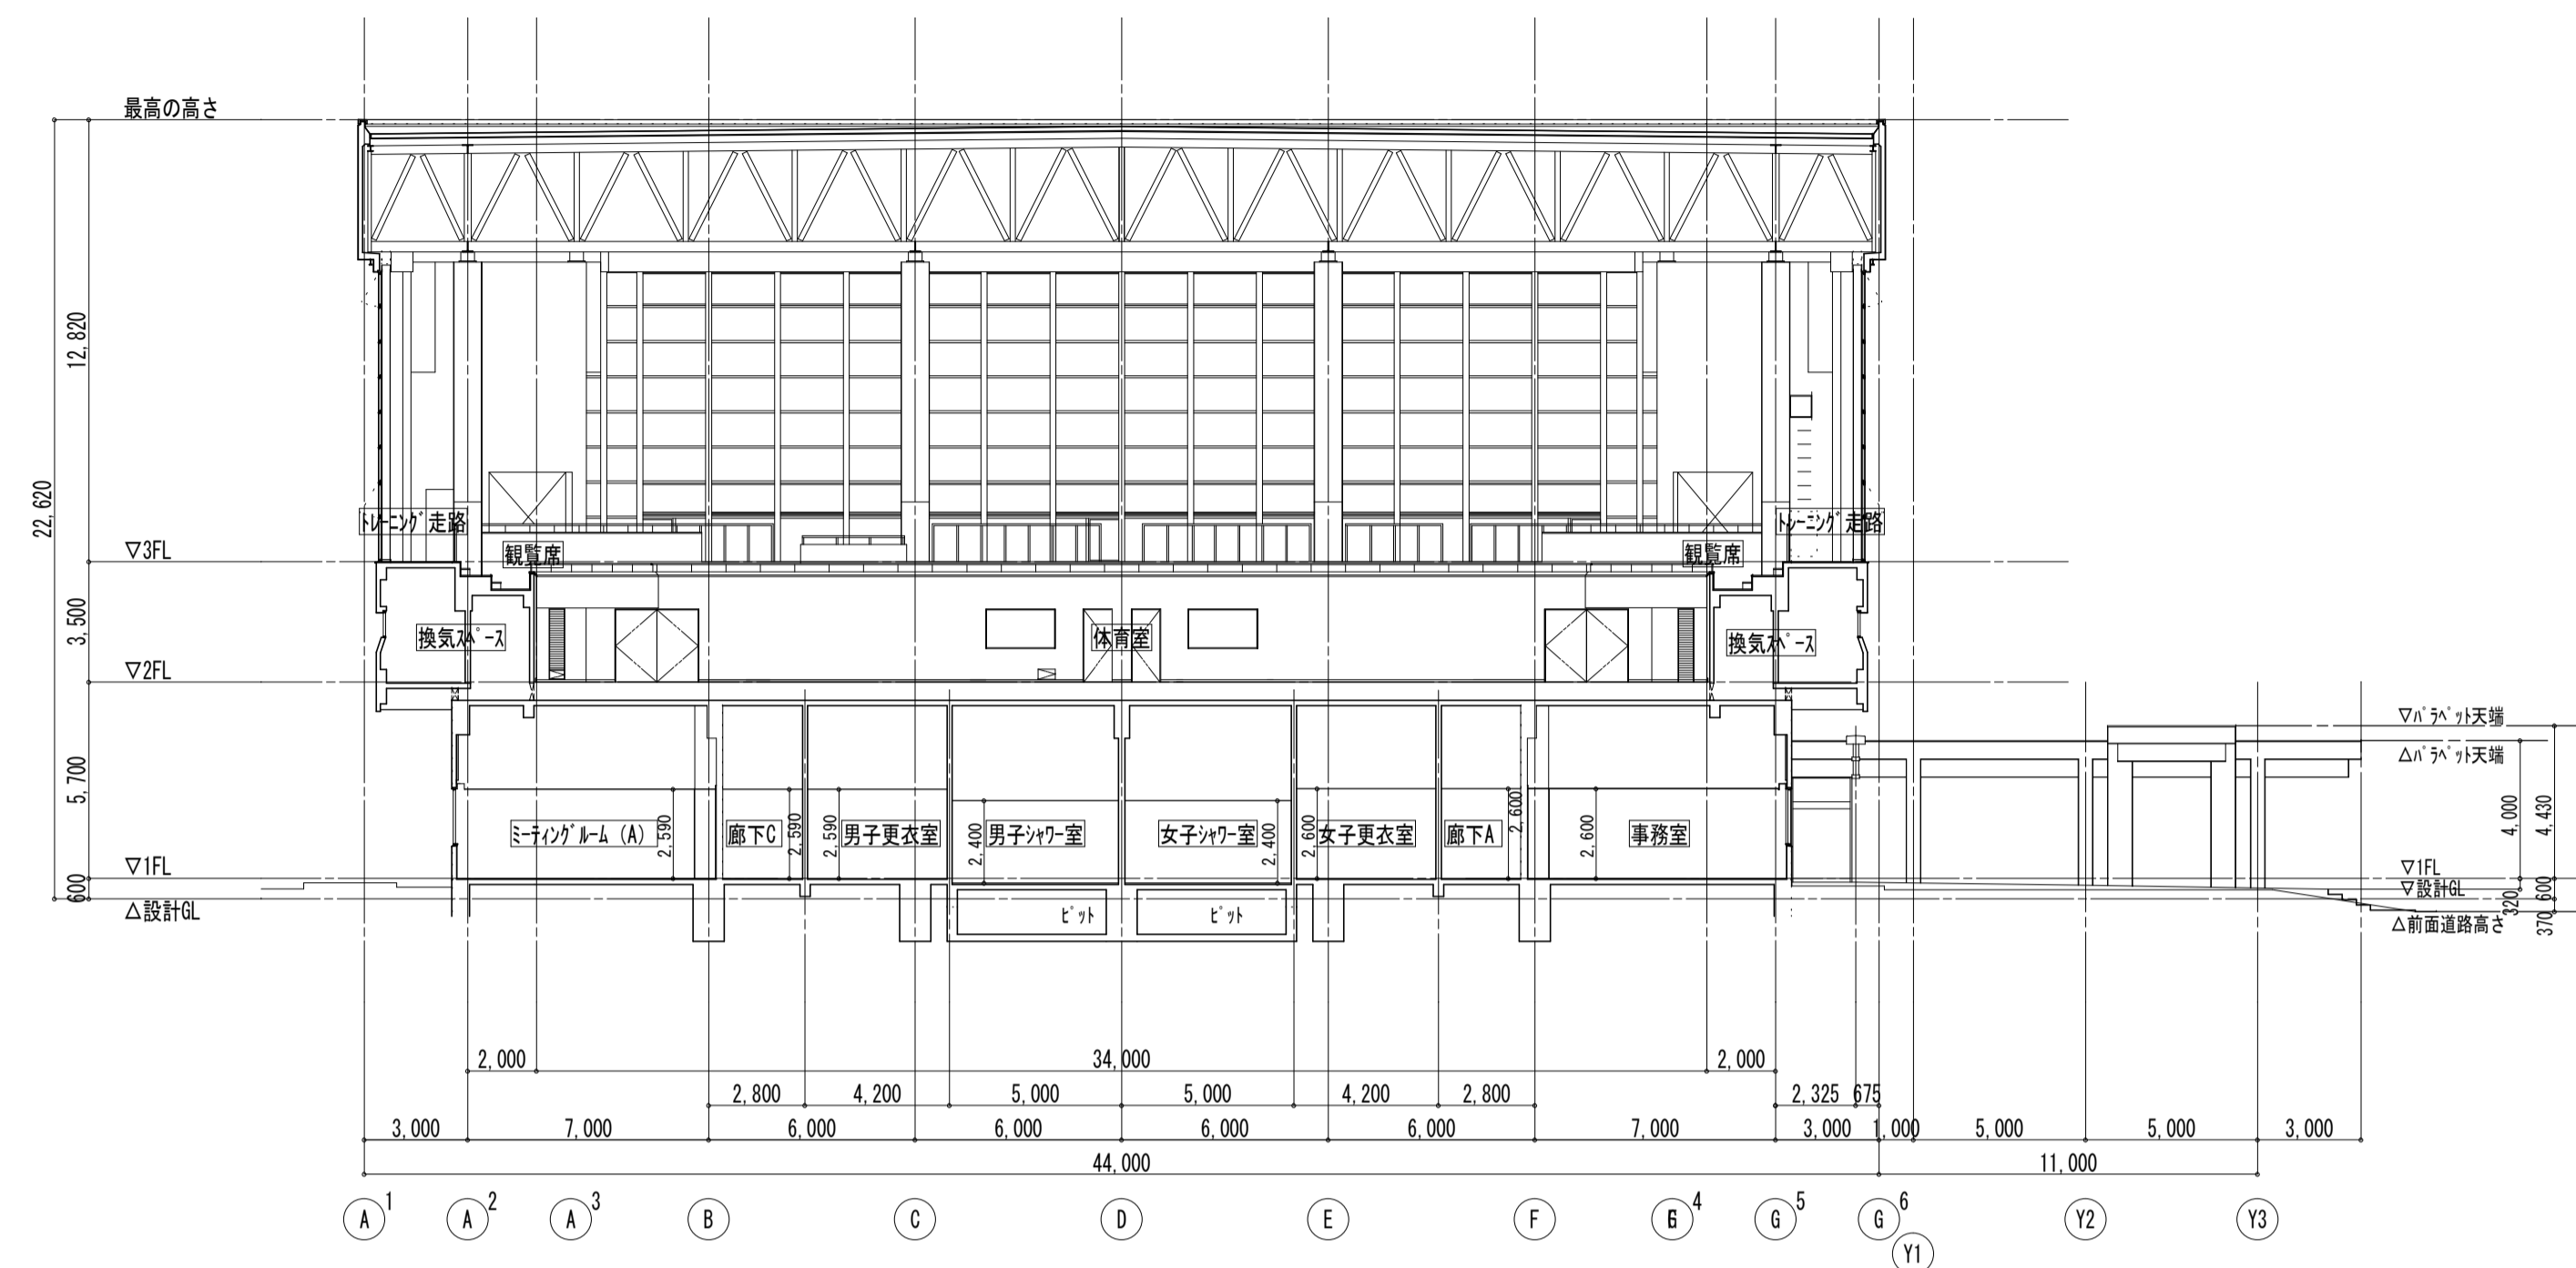 最高の高さ
22,620
12,820
3,500
5,700
600
▽3FL
▽2FL
▽1FL
△設計GL
トレーニング走路
トレーニング走路
観覧席
観覧席
換気スペース
体育室
換気スペース
ミーティングルーム (A)
2,590
廊下C
2,590
2,590
男子更衣室
2,400
男子シャワー室
女子シャワー室
2,400
2,600
女子更衣室
廊下A
2,600
2,600
事務室
ピット
ピット
▽パラペット天端
△パラペット天端
4,000
4,430
▽1FL
▽設計GL
320
600
370
△前面道路高さ
2,000
34,000
2,000
2,800
4,200
5,000
5,000
4,200
2,800
2,325
675
3,000
7,000
6,000
6,000
6,000
6,000
7,000
3,000
1,000
5,000
5,000
3,000
44,000
11,000
A 1
A 2
A 3
B
C
D
E
F
G 4
G 5
G 6
Y1
Y2
Y3